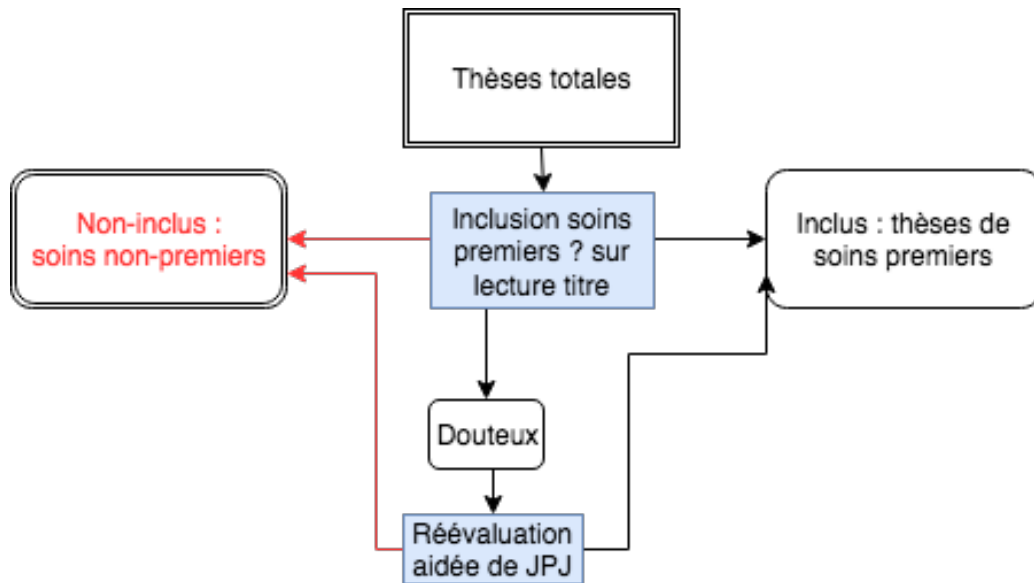 Thèses totales
Non-inclus :
soins non-premiers
Inclusion soins
premiers ? sur
lecture titre
Inclus : thèses de
soins premiers
Douteux
Réévaluation
aidée de JPJ